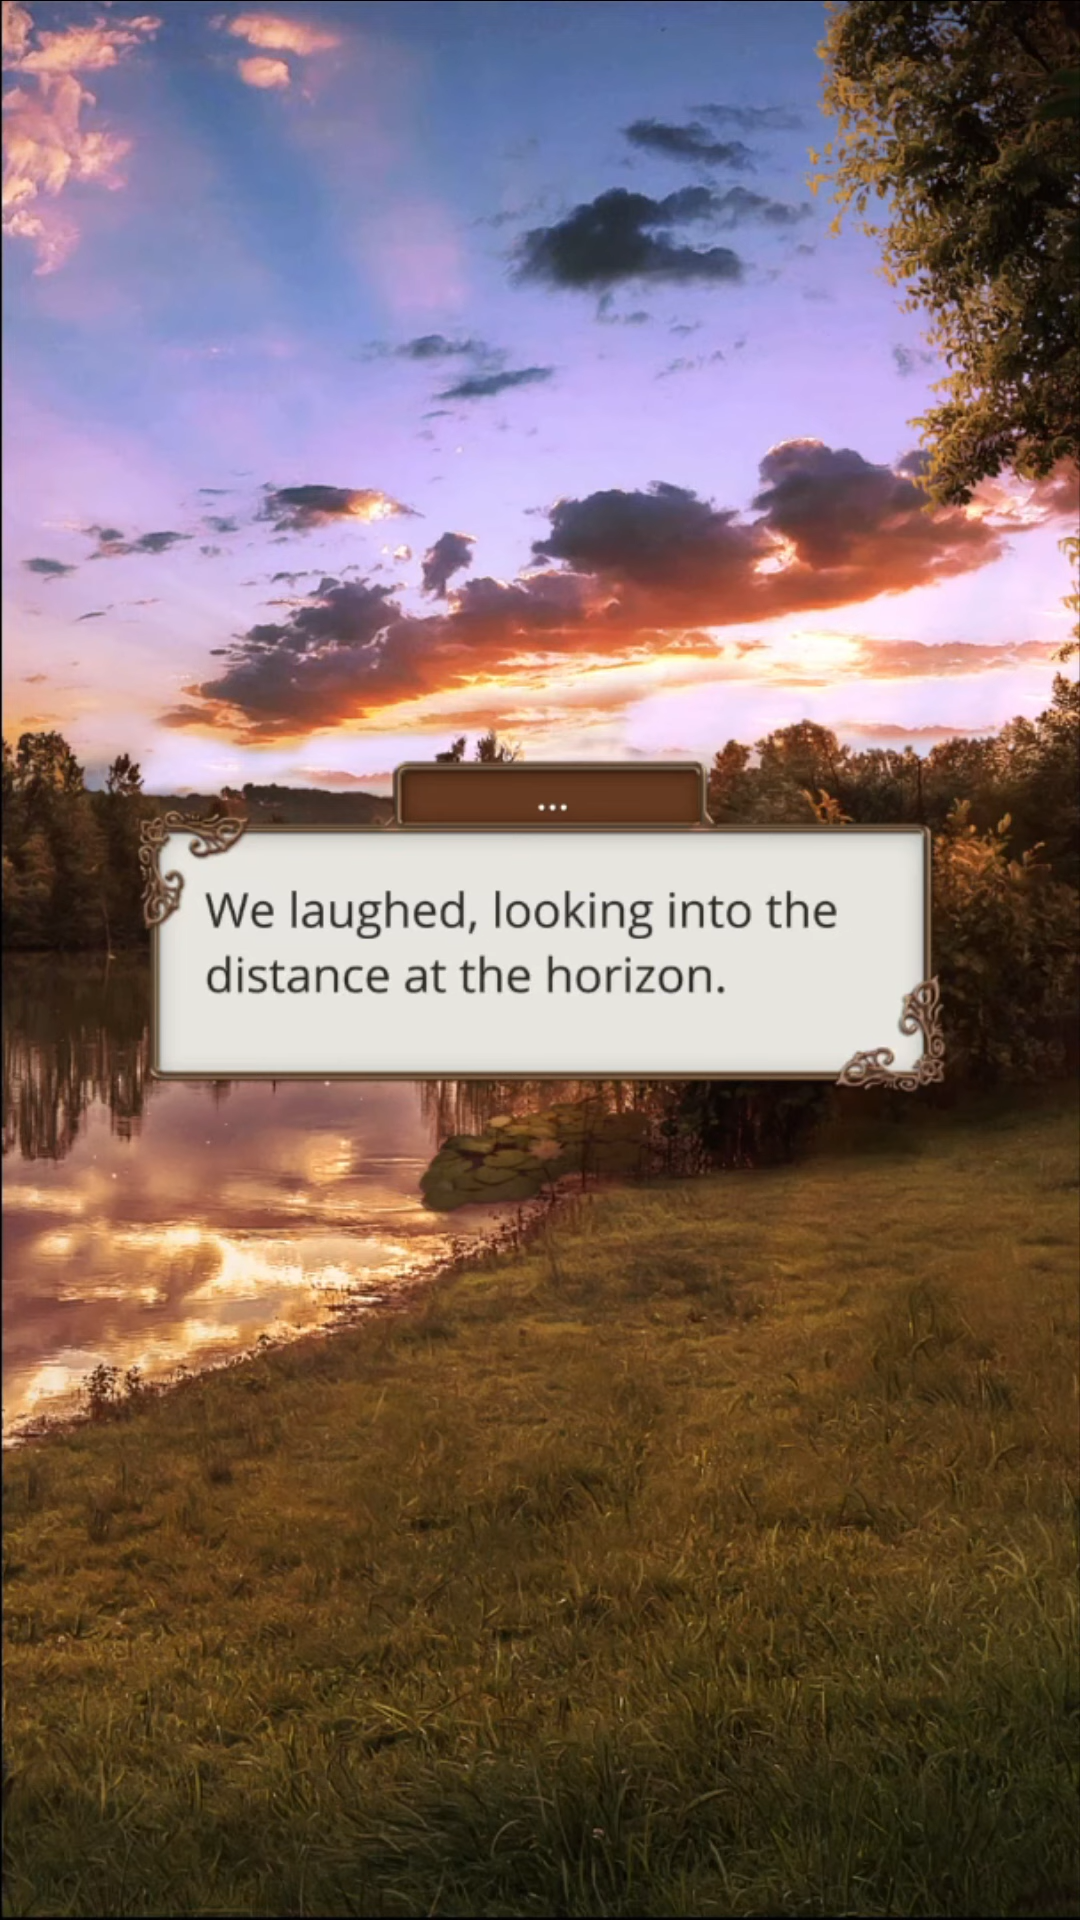 ...
We laughed, looking into the
distance at the horizon.